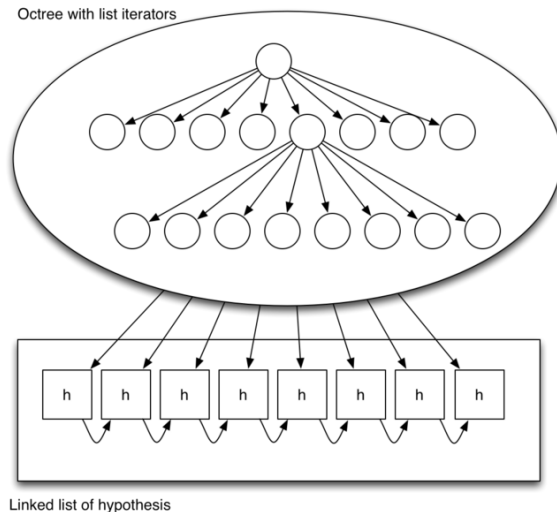 Octree with list iterators
h h h h h h h h
Linked list of hypothesis